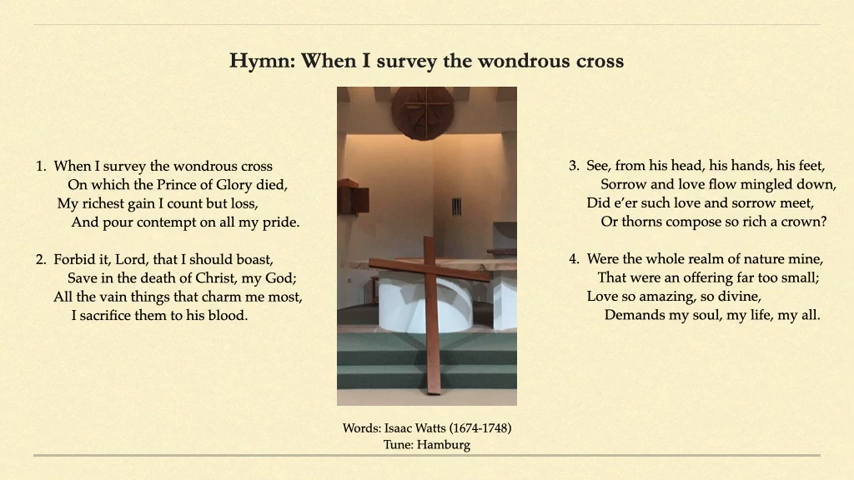 Hymn: When I survey the wondrous cross
1. When I survey the wondrous cross
On which the Prince of Glory died,
My richest gain I count but loss,
And pour contempt on all my pride.
2. Forbid it, Lord, that I should boast,
Save in the death of Christ, my God;
All the vain things that charm me most,
I sacrifice them to his blood.
3. See, from his head, his hands, his feet,
Sorrow and love flow mingled down,
Did e'er such love and sorrow meet,
Or thorns compose so rich a crown?
4. Were the whole realm of nature mine,
That were an offering far too small;
Love so amazing, so divine,
Demands my soul, my life, my all.
Words: Isaac Watts (1674-1748)
Tune: Hamburg